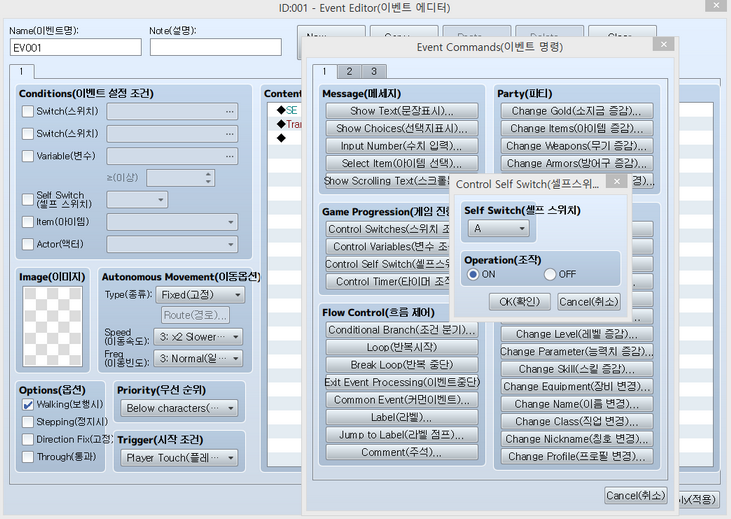 ID:001 - Event Editor(이벤트 에디터)
Name(이벤트명):
Note(설명):
EV001
1
Conditions(이벤트 설정 조건)
Switch(스위치)
Switch(스위치)
Variable(변수)
≥(이상)
Self Switch
(셀프 스위치)
Item(아이템)
Actor(액터)
Image(이미지)
Autonomous Movement(이동옵션)
Type(종류):
Fixed(고정)
Route(경로)...
Speed
(이동속도):
3: x2 Slower...
Freq
(이동빈도):
3: Normal(일...
Options(옵션)
Walking(보행시)
Stepping(정지시)
Direction Fix(고정)
Through(통과)
Priority(우선 순위)
Below characters(...
Trigger(시작 조건)
Player Touch(플레...
Content
◆SE
◆Tran
◆
Event Commands(이벤트 명령)
1
2
3
Message(메세지)
Show Text(문장표시)...
Show Choices(선택지표시)...
Input Number(수치 입력)...
Select Item(아이템 선택)...
Show Scrolling Text(스크롤
Game Progression(게임 진행
Control Switches(스위치 조
Control Variables(변수 조
Control Self Switch(셀프스위
Control Timer(타이머 조작
Flow Control(흐름 제어)
Conditional Branch(조건 분기)...
Loop(반복시작)
Break Loop(반복 중단)
Exit Event Processing(이벤트중단)
Common Event(커먼이벤트)...
Label(라벨)...
Jump to Label(라벨 점프)...
Comment(주석)...
Party(파티)
Change Gold(소지금 증감)...
Change Items(아이템 증감)...
Change Weapons(무기 증감)...
Change Armors(방어구 증감)...
Control Self Switch(셀프스위...
Self Switch(셀프 스위치)
A
Operation(조작)
ON
OFF
OK(확인)
Cancel(취소)
Change Level(레벨 증감)...
Change Parameter(능력치 증감)...
Change Skill(스킬 증감)...
Change Equipment(장비 변경)...
Change Name(이름 변경)...
Change Class(직업 변경)...
Change Nickname(칭호 변경)...
Change Profile(프로필 변경)...
Cancel(취소)
ply(적용)